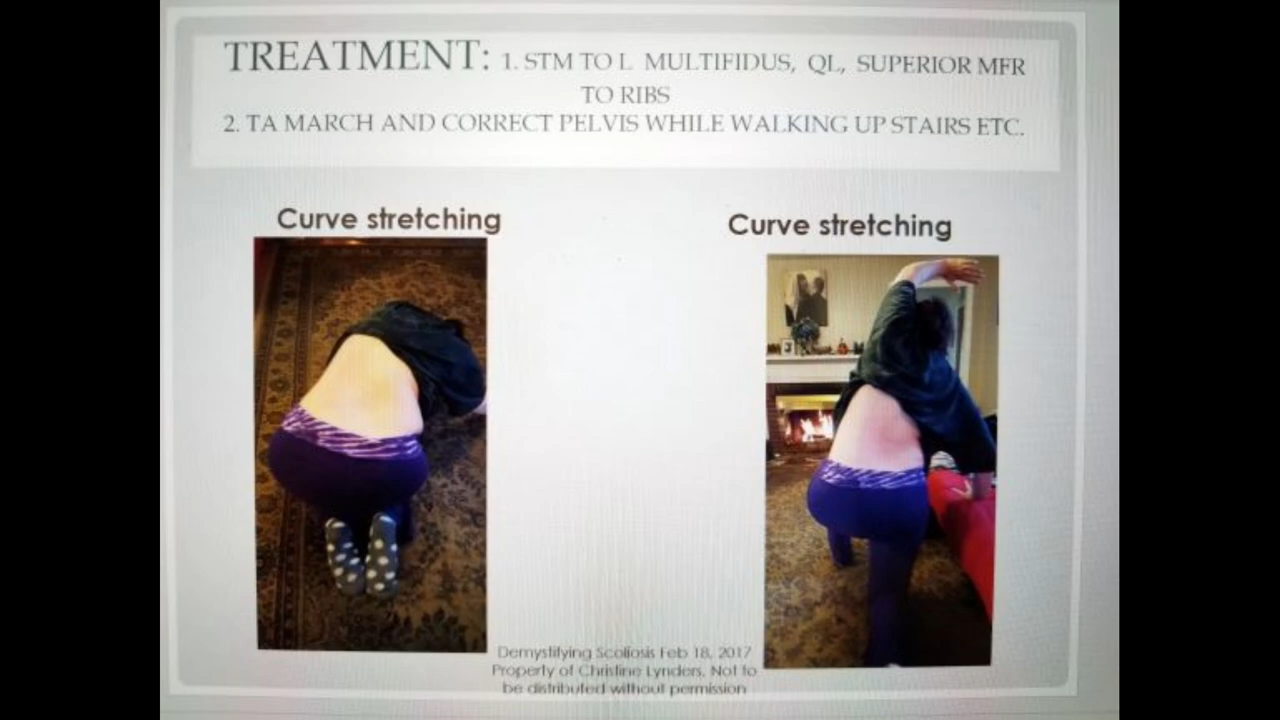 TREATMENT: 1. STM TO L MULTIFIDUS, QL, SUPERIOR MFR
TO RIBS
2. TA MARCH AND CORRECT PELVIS WHILE WALKING UP STAIRS ETC.
Curve stretching
Curve stretching
Demystifying Scoliosis Feb 18, 2017
Property of Christine Lynders, Not to
be distributed without permission